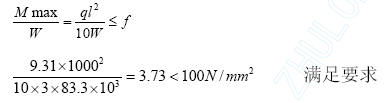 M max / W = ql² / 10W ≤ f
9.31×1000² / 10×3×83.3×10³ = 3.73 < 100N / mm² 满足要求
ZHULO